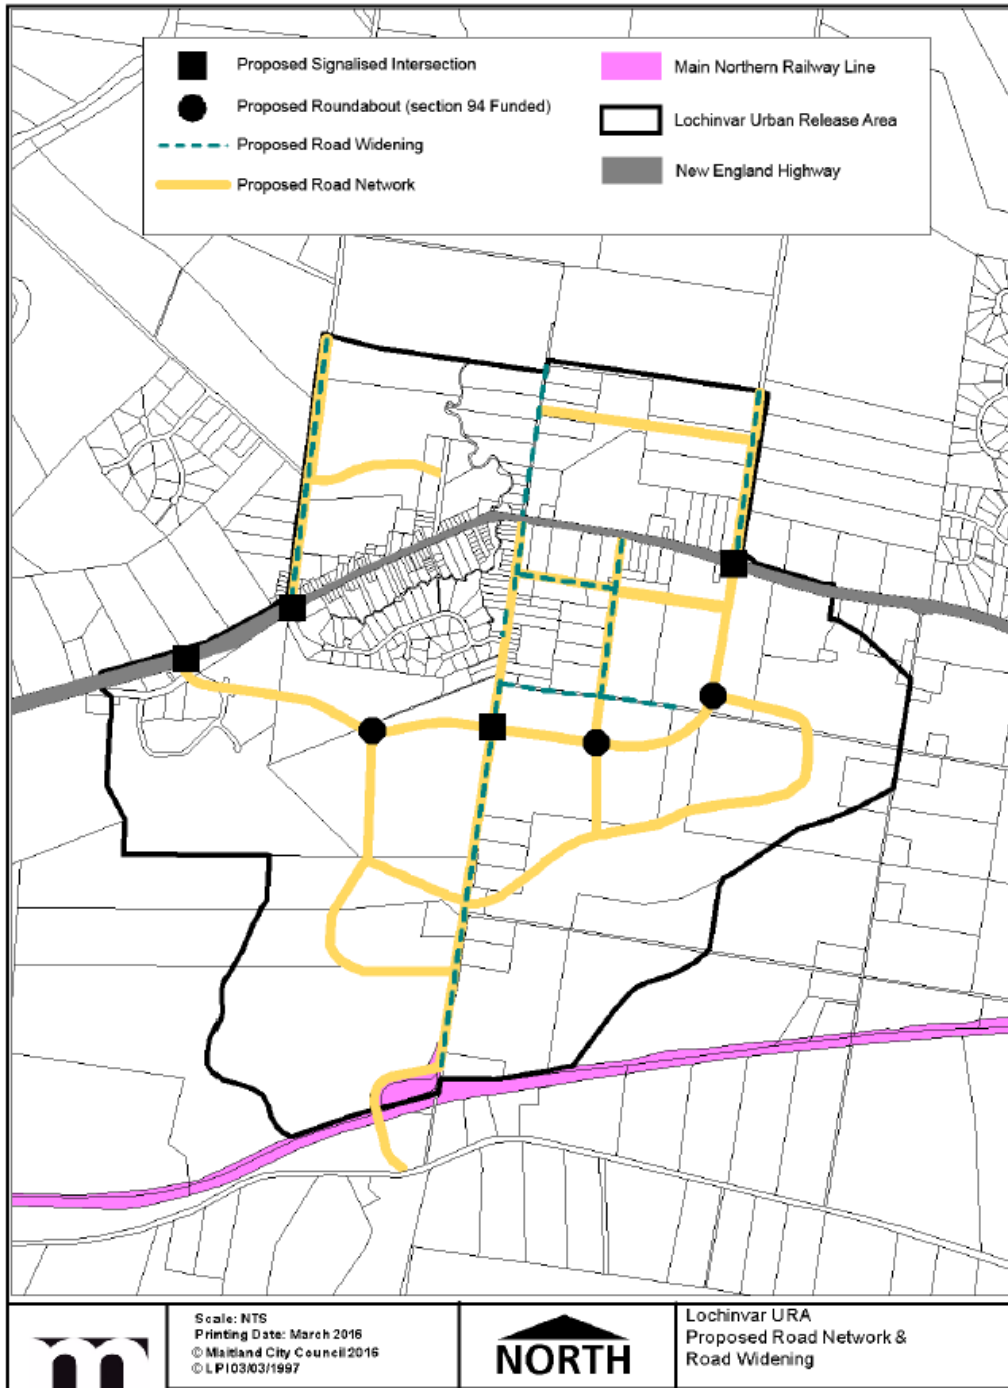 Proposed Signalised Intersection
Proposed Roundabout (section 94 Funded)
Proposed Road Widening
Proposed Road Network
Main Northern Railway Line
Lochinvar Urban Release Area
New England Highway
Scale: NTS
Printing Date: March 2016
© Maitland City Council 2016
© LPI 03/03/1997
NORTH
Lochinvar URA
Proposed Road Network &
Road Widening